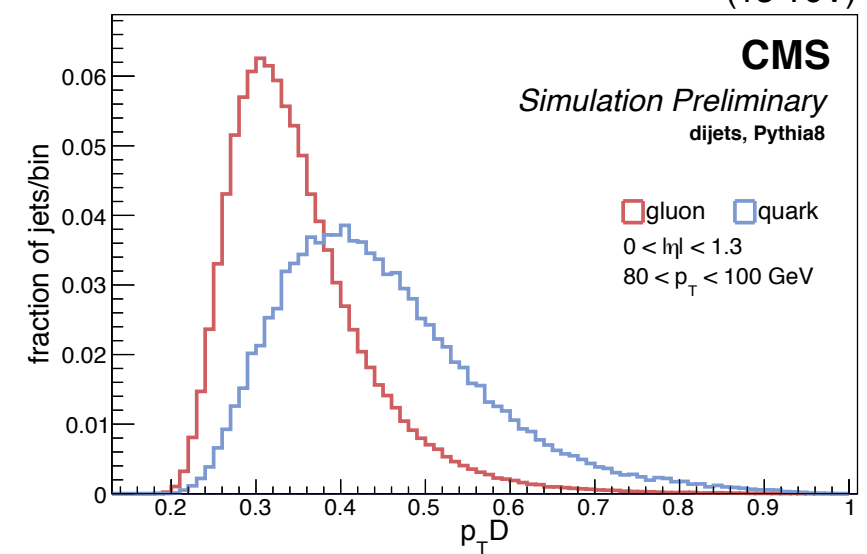 CMS
Simulation Preliminary
dijets, Pythia8
gluon quark
0 < |η| < 1.3
80 < p_T < 100 GeV
fraction of jets/bin
0.06
0.05
0.04
0.03
0.02
0.01
0
0.2 0.3 0.4 0.5 0.6 0.7 0.8 0.9 1
p_TD